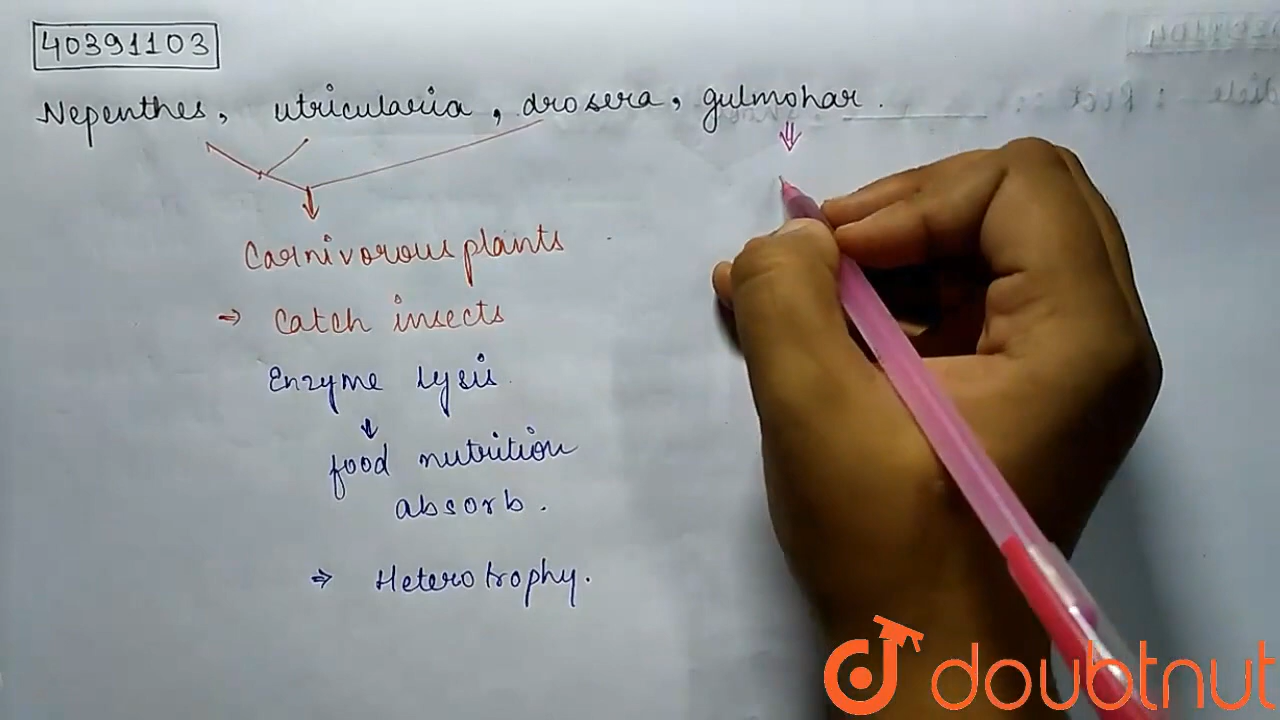 40391103
Nepenthes, utricularia, drosera, gulmohar.
Carnivorous plants
⇒ Catch insects
Enzyme lysis
food nutrition
absorb.
⇒ Heterotrophy.
doubtnut